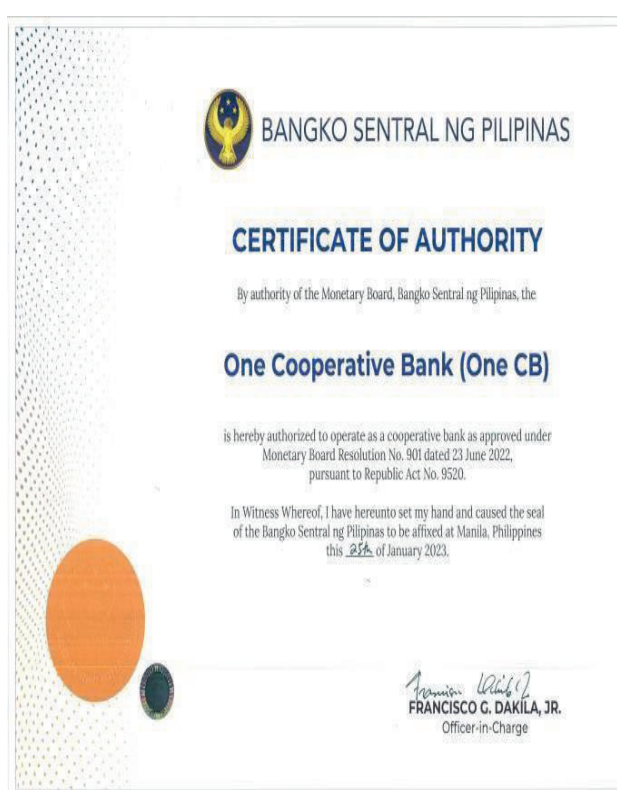 BANGKO SENTRAL NG PILIPINAS
CERTIFICATE OF AUTHORITY
By authority of the Monetary Board, Bangko Sentral ng Pilipinas, the
One Cooperative Bank (One CB)
is hereby authorized to operate as a cooperative bank as approved under
Monetary Board Resolution No. 901 dated 23 June 2022,
pursuant to Republic Act No. 9520.
In Witness Whereof, I have hereunto set my hand and caused the seal
of the Bangko Sentral ng Pilipinas to be affixed at Manila, Philippines
this 25th of January 2023.
FRANCISCO G. DAKILA, JR.
Officer-in-Charge